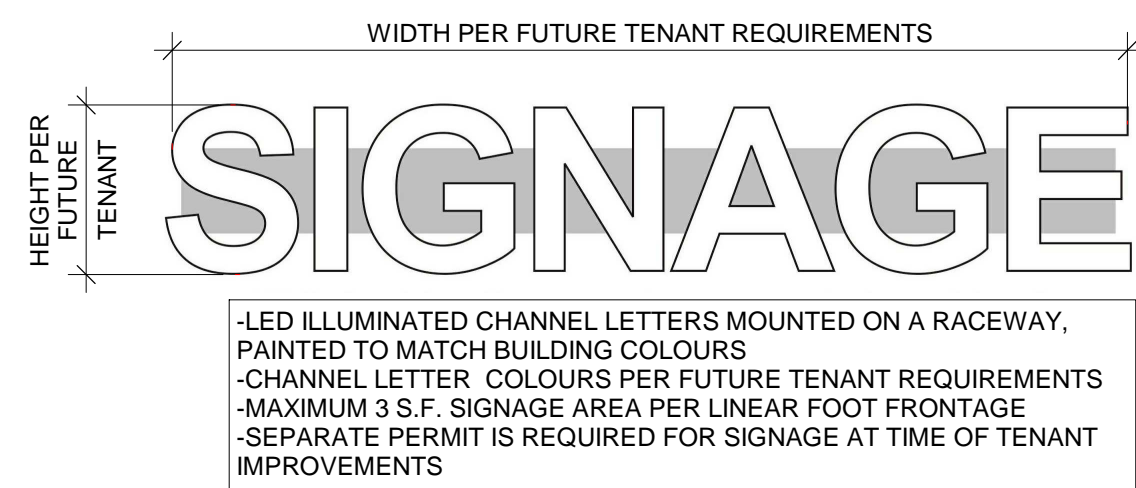 WIDTH PER FUTURE TENANT REQUIREMENTS
HEIGHT PER
FUTURE
TENANT
SIGNAGE
-LED ILLUMINATED CHANNEL LETTERS MOUNTED ON A RACEWAY,
PAINTED TO MATCH BUILDING COLOURS
-CHANNEL LETTER  COLOURS PER FUTURE TENANT REQUIREMENTS
-MAXIMUM 3 S.F. SIGNAGE AREA PER LINEAR FOOT FRONTAGE
-SEPARATE PERMIT IS REQUIRED FOR SIGNAGE AT TIME OF TENANT
IMPROVEMENTS